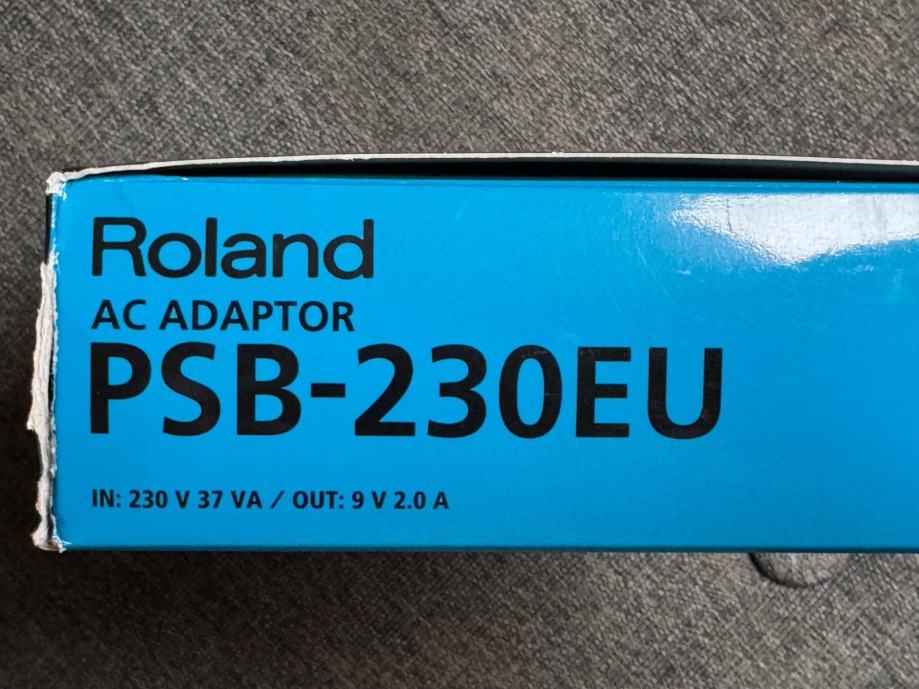 Roland
AC ADAPTOR
PSB-230EU
IN: 230 V 37 VA / OUT: 9 V 2.0 A